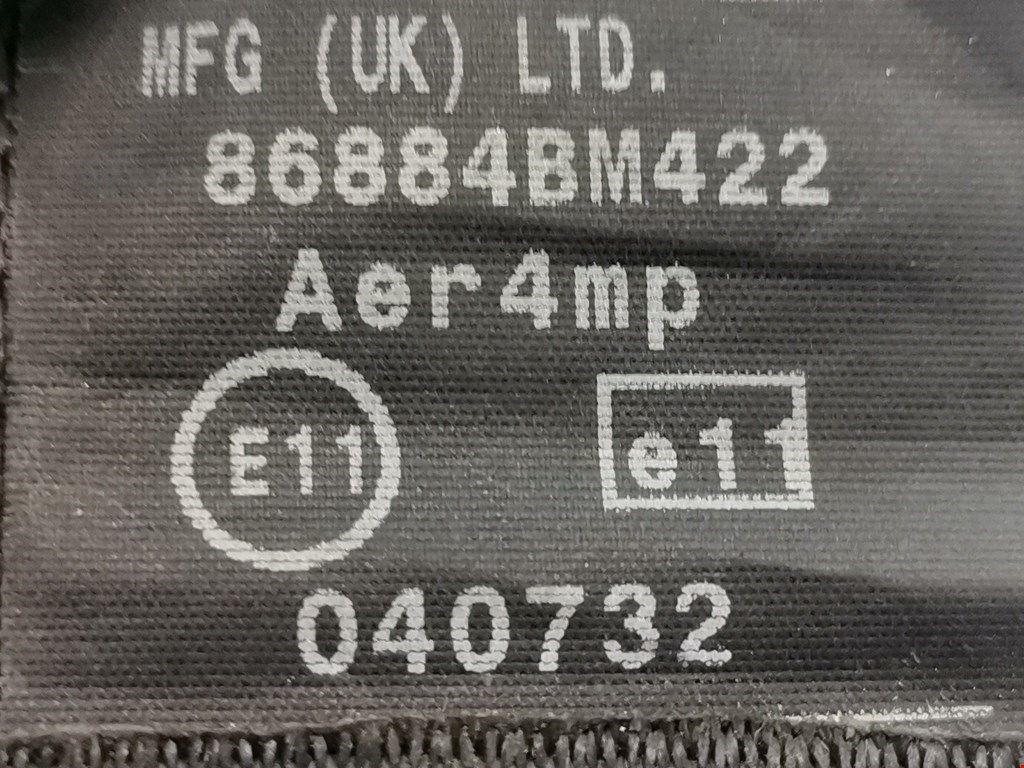 MFG (UK) LTD.
86884BM422
Aer4mp
E11 e11
040732